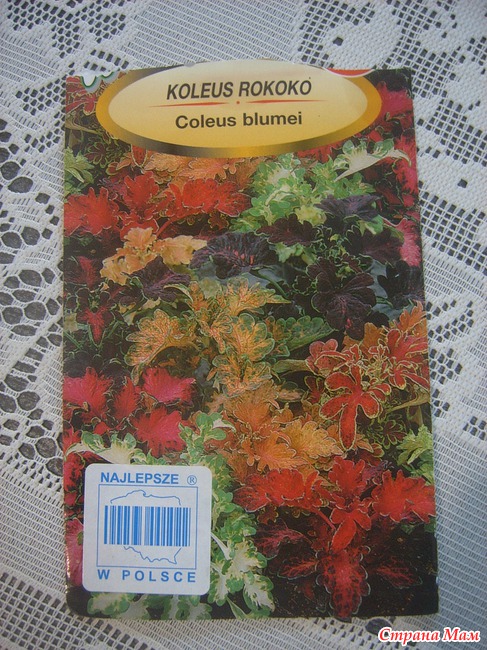 KOLEUS ROKOKO
Coleus blumei
NAJLEPSZE ®
W POLSCE
Страна Мам